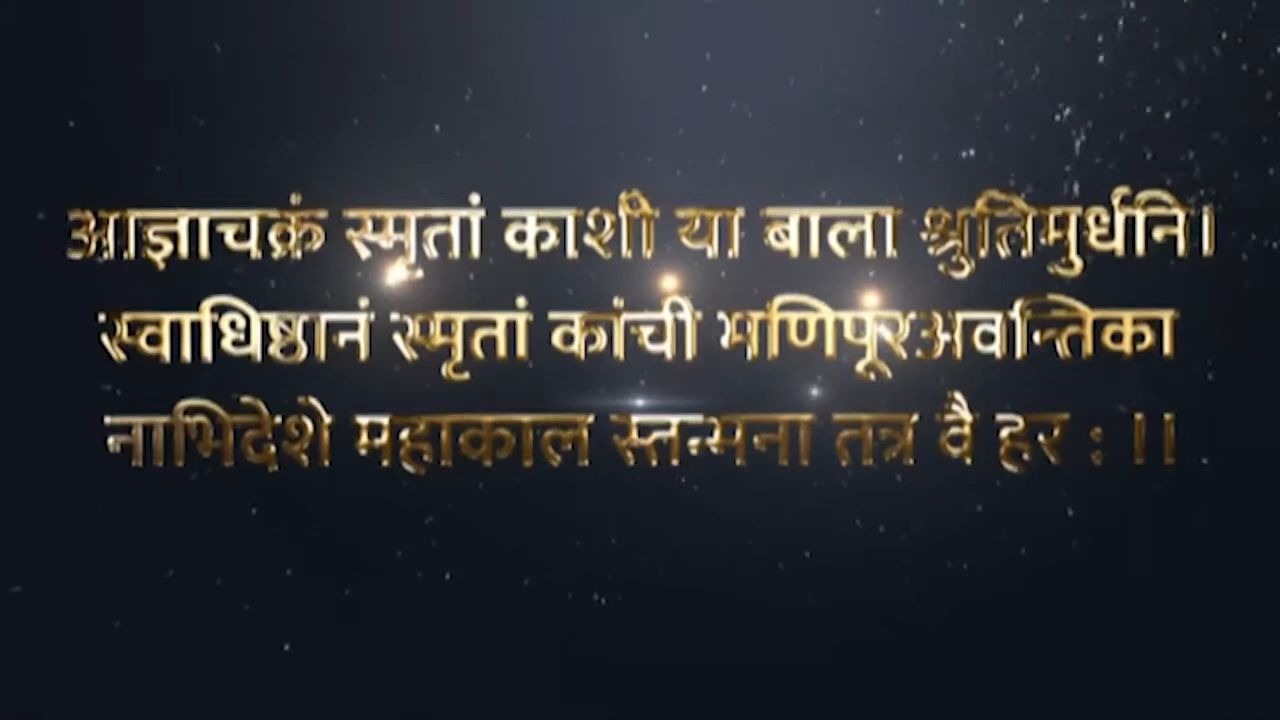 आज्ञाचक्रं स्मृतां काशी या बाला श्रुतिमुर्धनि।
स्वाधिष्ठानं स्मृतां कांची मणिपूरअवन्तिका
नाभिदेशे महाकाल स्तन्मना तत्र वै हर : ।।